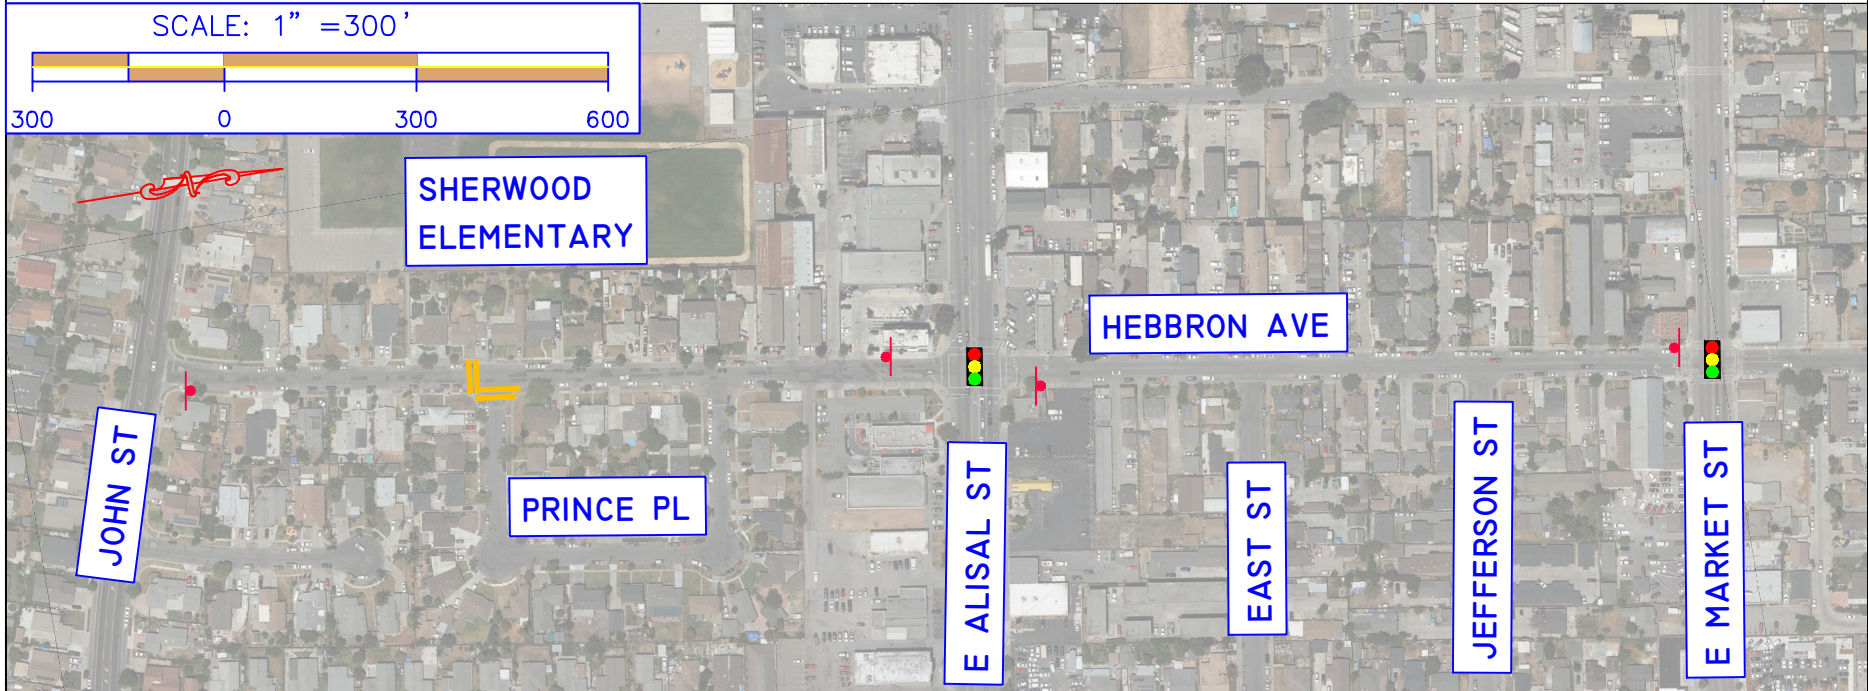 SCALE: 1” =300'
300 0 300 600
SHERWOOD
ELEMENTARY
HEBBRON AVE
JOHN ST
PRINCE PL
E ALISAL ST
EAST ST
JEFFERSON ST
E MARKET ST